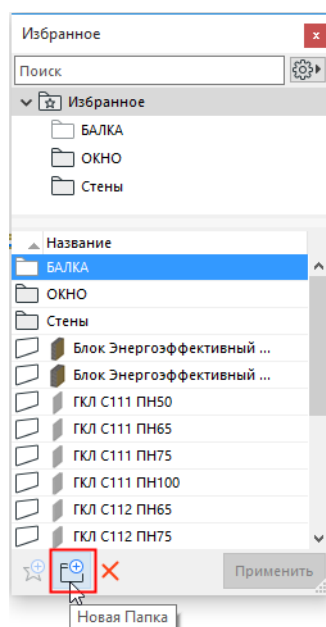 Избранное
Поиск
Избранное
БАЛКА
ОКНО
Стены
Название
БАЛКА
ОКНО
Стены
Блок Энергоэффективный ...
Блок Энергоэффективный ...
ГКЛ С111 ПН50
ГКЛ С111 ПН65
ГКЛ С111 ПН75
ГКЛ С111 ПН100
ГКЛ С112 ПН65
ГКЛ С112 ПН75
Применить
Новая Папка